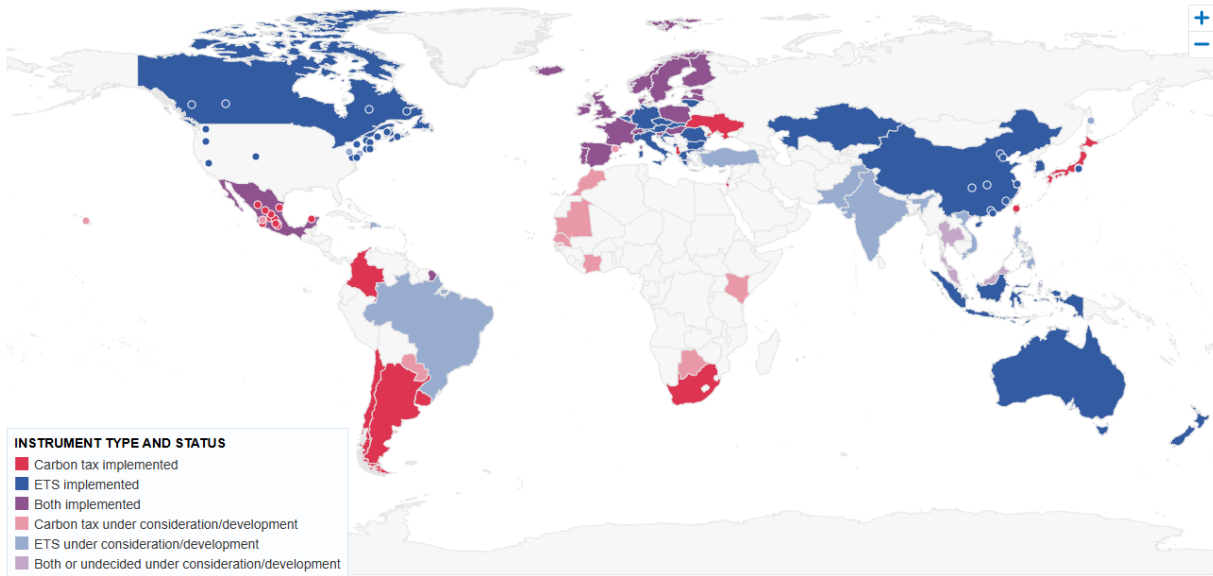 +
−
INSTRUMENT TYPE AND STATUS
Carbon tax implemented
ETS implemented
Both implemented
Carbon tax under consideration/development
ETS under consideration/development
Both or undecided under consideration/development